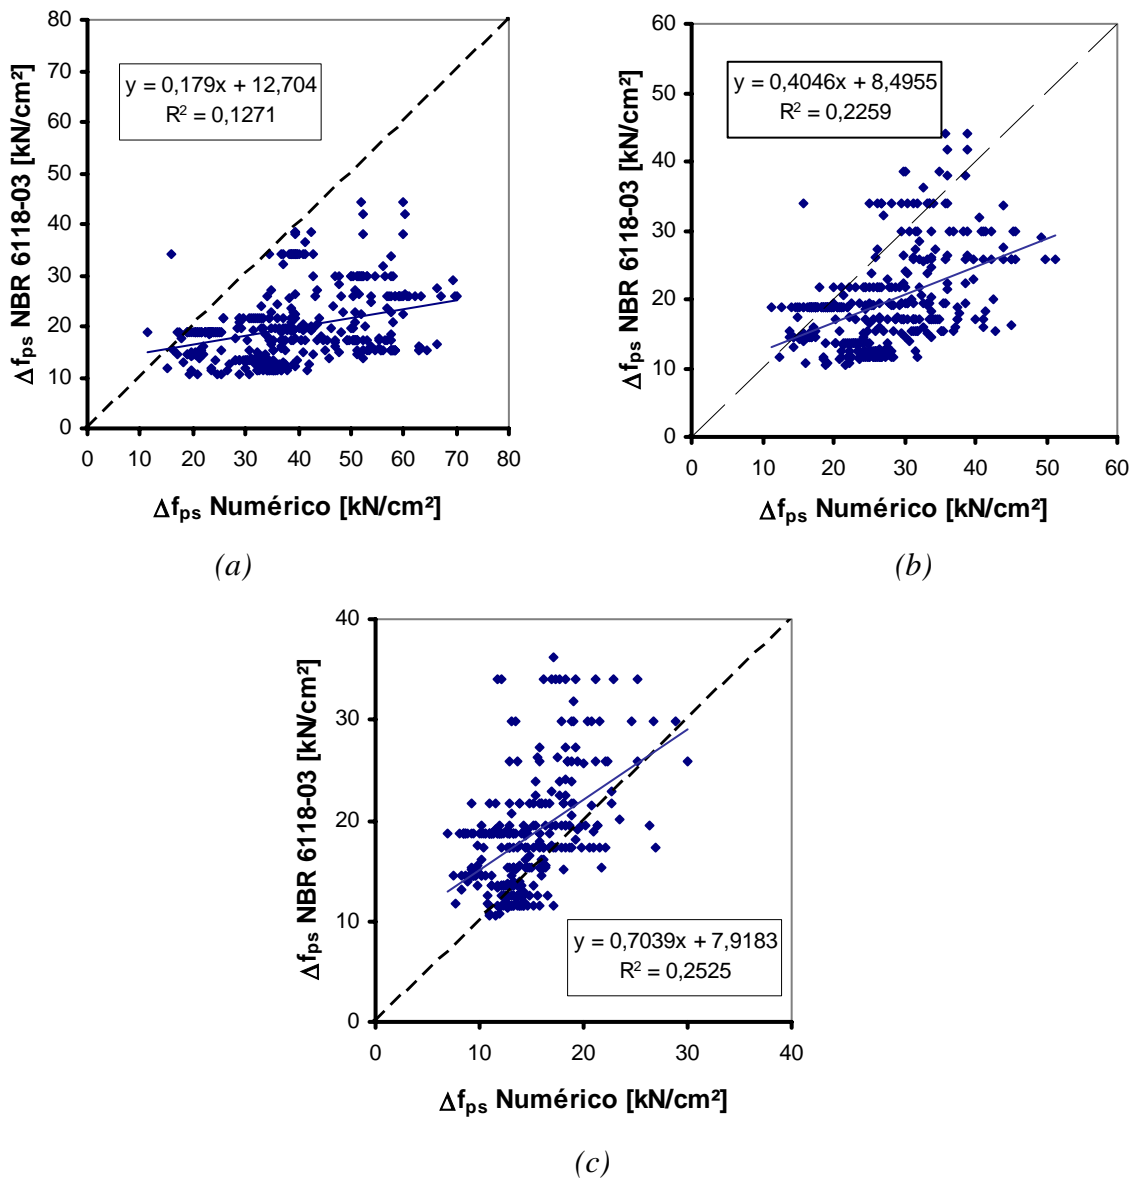 80
70
60
50
40
30
20
10
0
Δfps NBR 6118-03 [kN/cm²]
y = 0,179x + 12,704
R² = 0,1271
0 10 20 30 40 50 60 70 80
Δfps Numérico [kN/cm²]
(a)
60
50
40
30
20
10
0
Δfps NBR 6118-03 [kN/cm²]
y = 0,4046x + 8,4955
R² = 0,2259
0 10 20 30 40 50 60
Δfps Numérico [kN/cm²]
(b)
40
30
20
10
0
Δfps NBR 6118-03 [kN/cm²]
y = 0,7039x + 7,9183
R² = 0,2525
0 10 20 30 40
Δfps Numérico [kN/cm²]
(c)